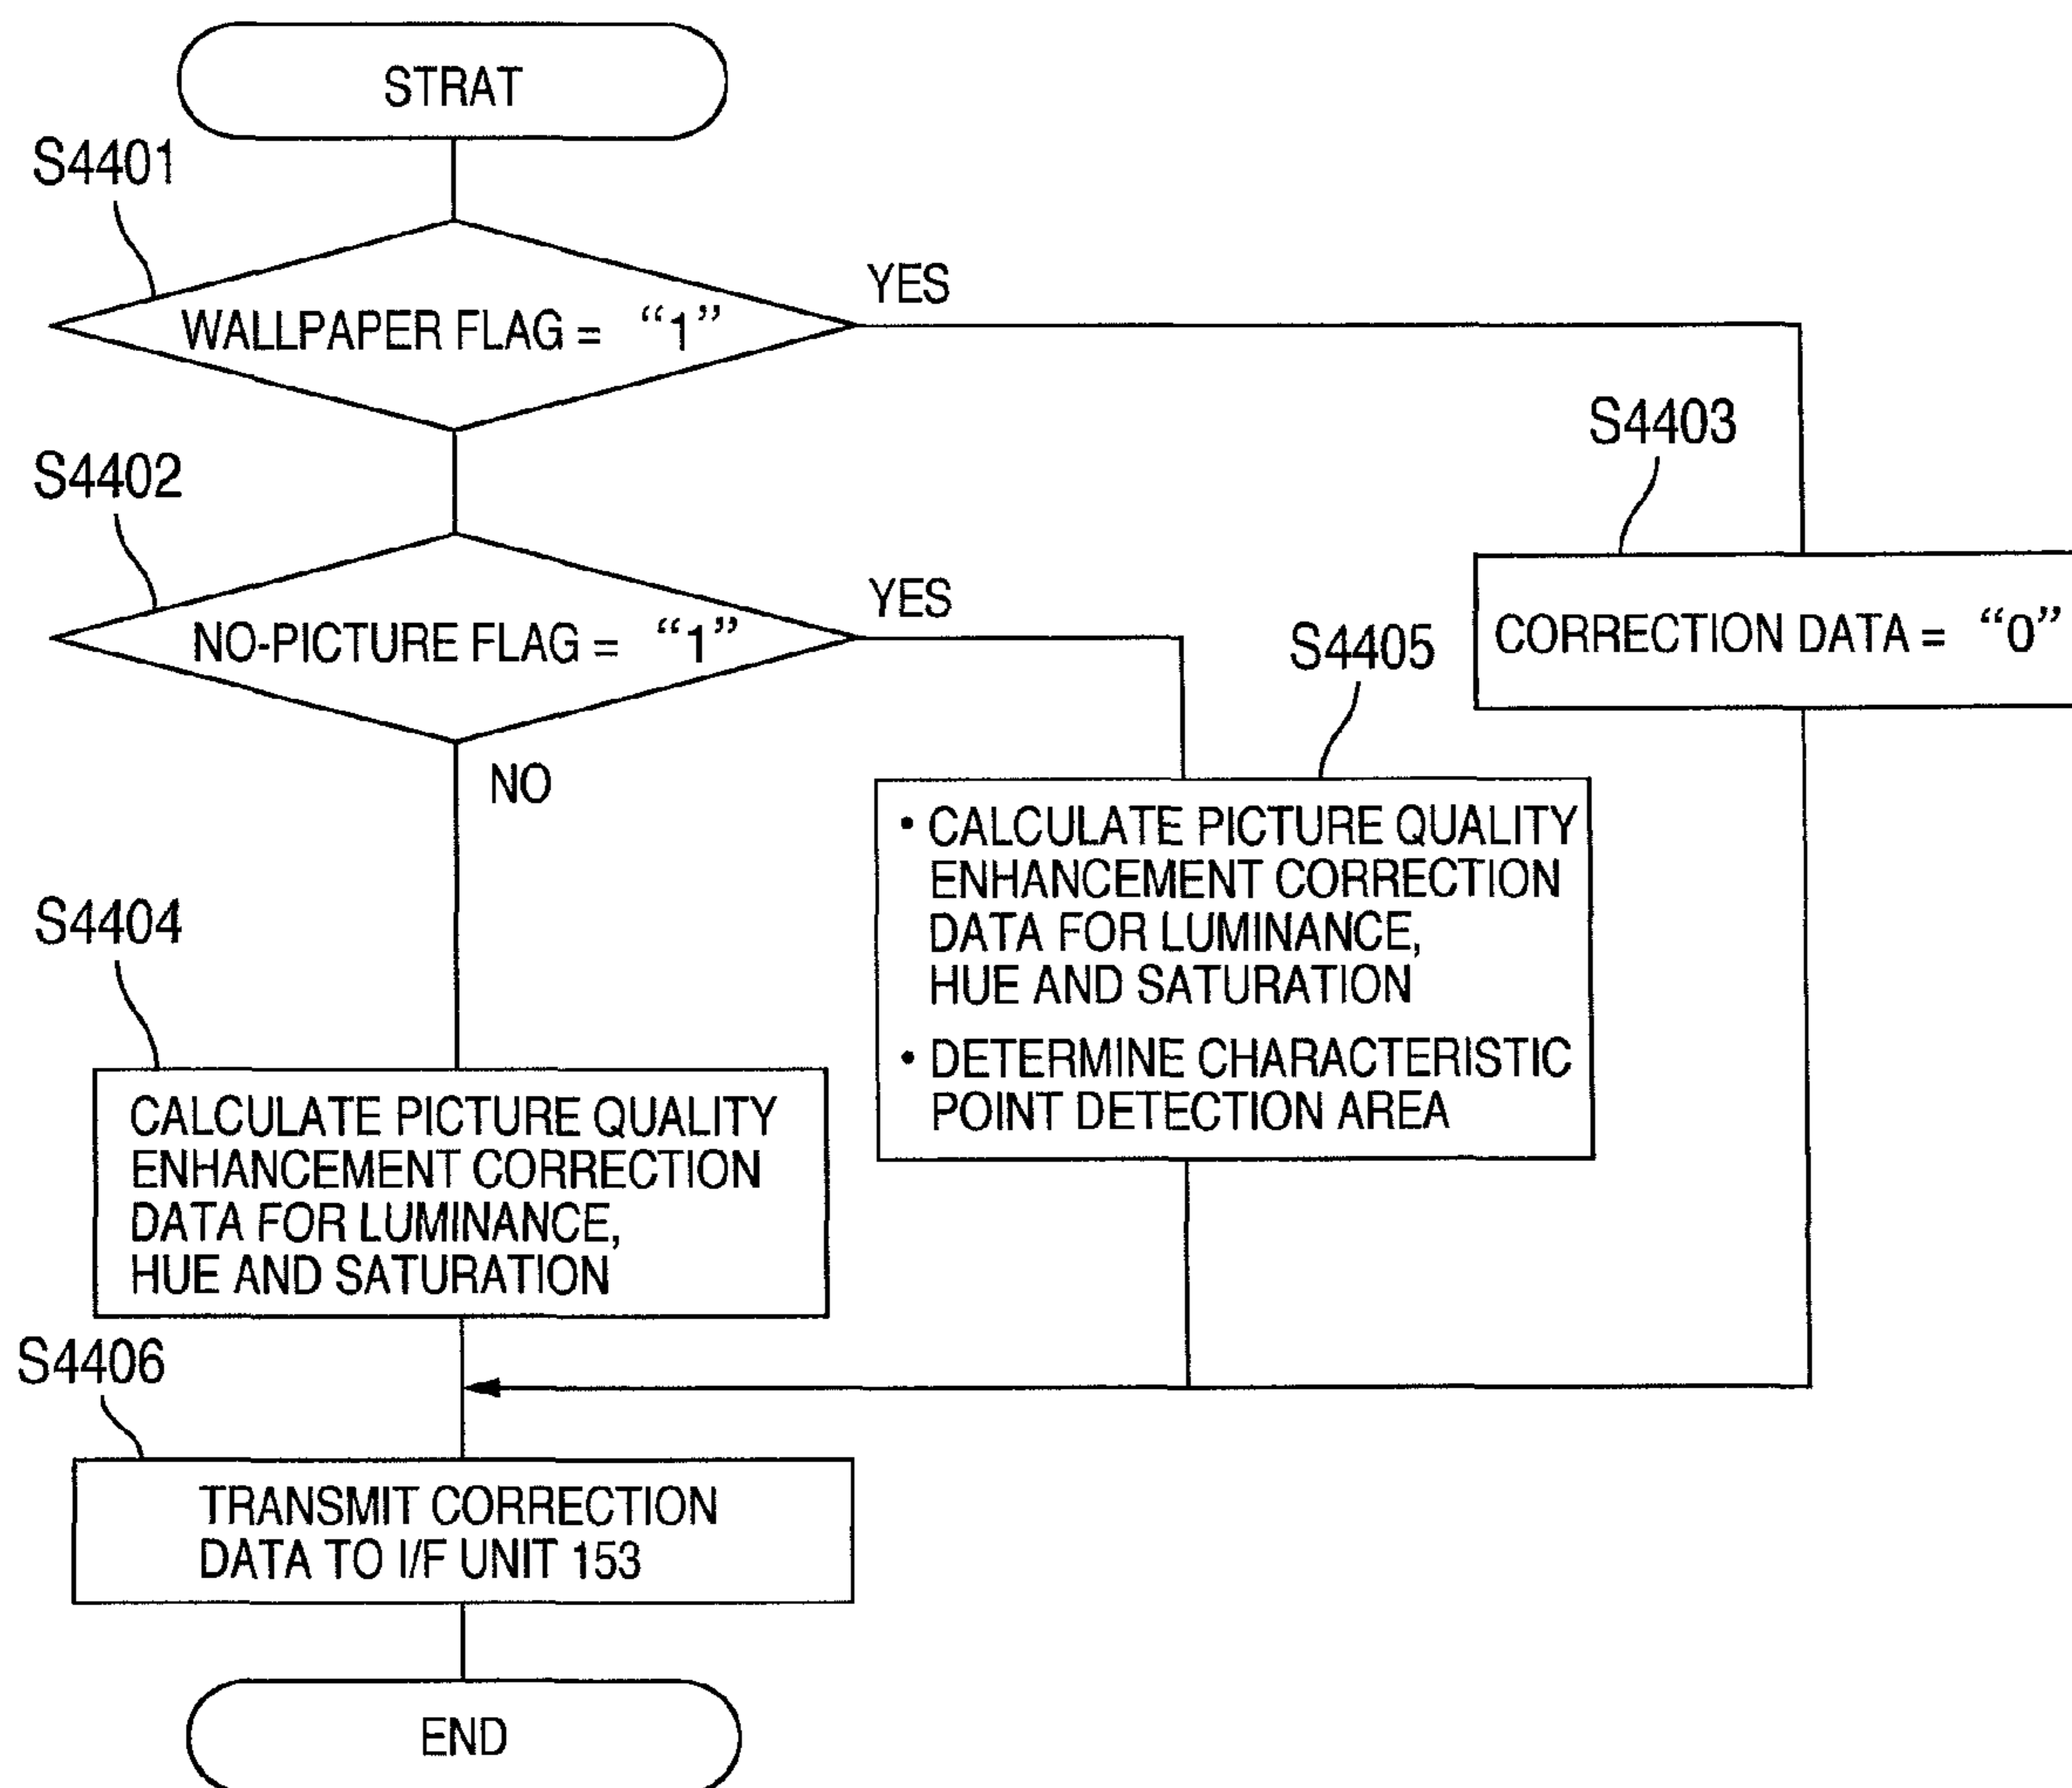 STRAT
S4401
WALLPAPER FLAG = “1”
YES
S4402
NO-PICTURE FLAG = “1”
YES
NO
S4403
CORRECTION DATA = “0”
S4405
• CALCULATE PICTURE QUALITY
ENHANCEMENT CORRECTION
DATA FOR LUMINANCE,
HUE AND SATURATION
• DETERMINE CHARACTERISTIC
POINT DETECTION AREA
S4404
CALCULATE PICTURE QUALITY
ENHANCEMENT CORRECTION
DATA FOR LUMINANCE,
HUE AND SATURATION
S4406
TRANSMIT CORRECTION
DATA TO I/F UNIT 153
END